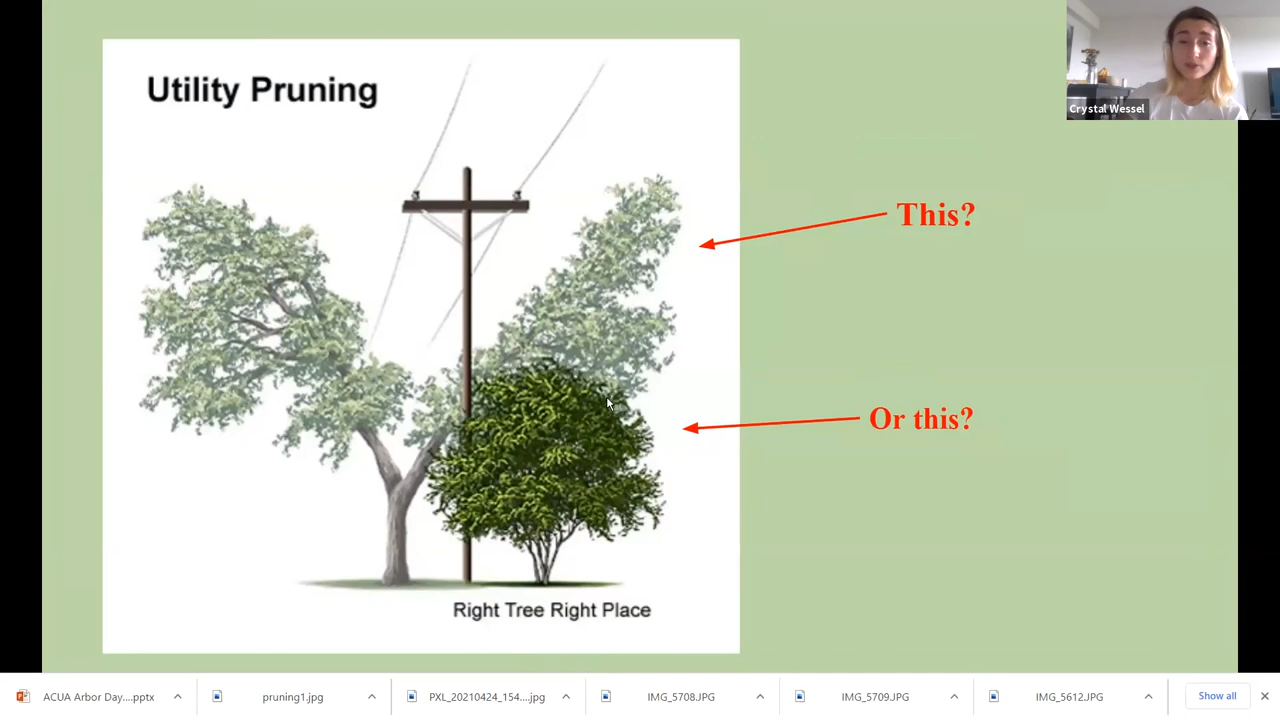 Utility Pruning
Crystal Wessel
This?
Or this?
Right Tree Right Place
ACUA Arbor Day....pptx
pruning1.jpg
PXL_20210424_154....jpg
IMG_5708.JPG
IMG_5709.JPG
IMG_5612.JPG
Show all